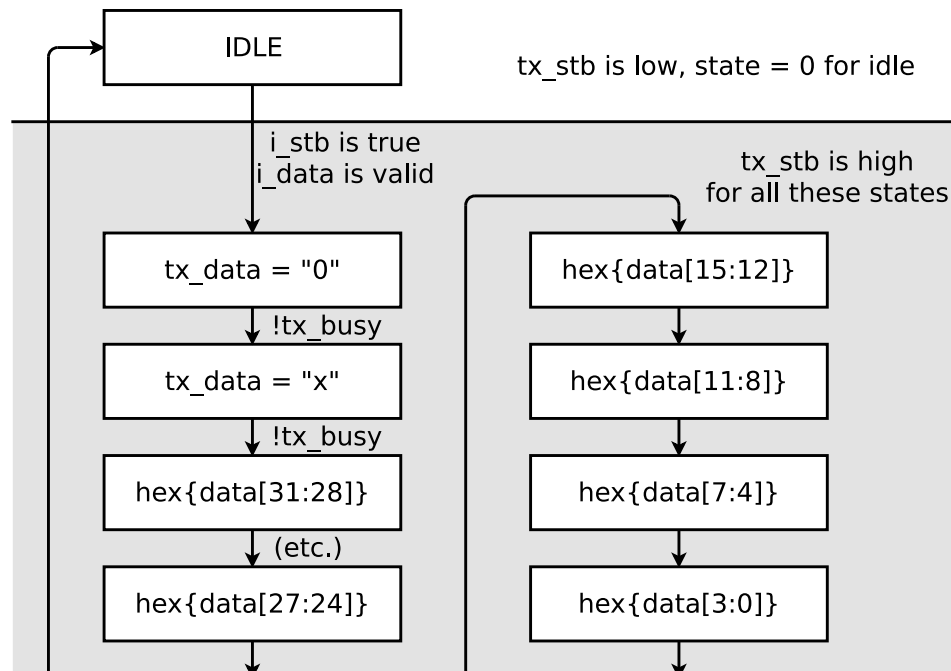 IDLE
tx_stb is low, state = 0 for idle
i_stb is true
i_data is valid
tx_data = "0"
!tx_busy
tx_data = "x"
!tx_busy
hex{data[31:28]}
(etc.)
hex{data[27:24]}
tx_stb is high
for all these states
hex{data[15:12]}
hex{data[11:8]}
hex{data[7:4]}
hex{data[3:0]}